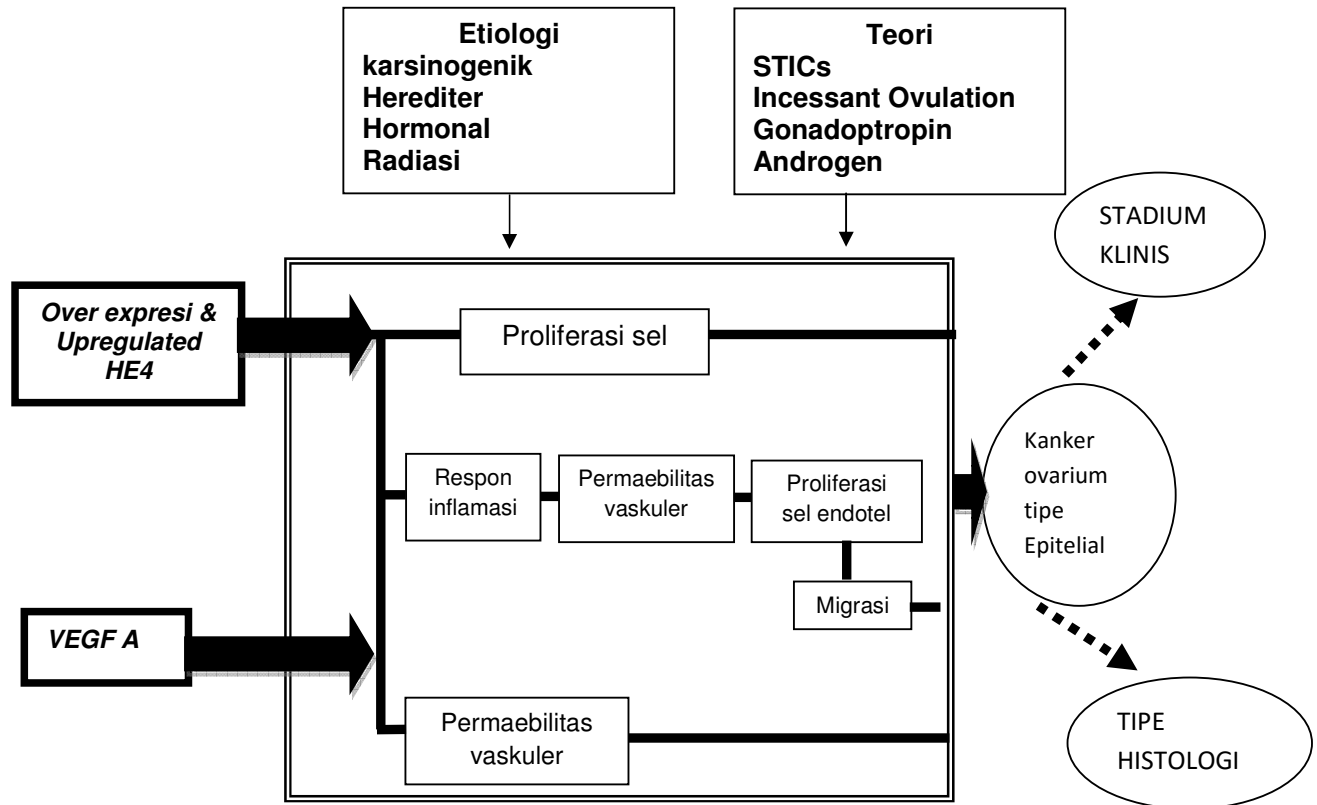 Etiologi
karsinogenik
Herediter
Hormonal
Radiasi
Teori
STICs
Incessant Ovulation
Gonadoptropin
Androgen
STADIUM
KLINIS
Over expresi &
Upregulated
HE4
Proliferasi sel
Respon
inflamasi
Permaebilitas
vaskuler
Proliferasi
sel endotel
Migrasi
Kanker
ovarium
tipe
Epitelial
VEGF A
Permaebilitas
vaskuler
TIPE
HISTOLOGI